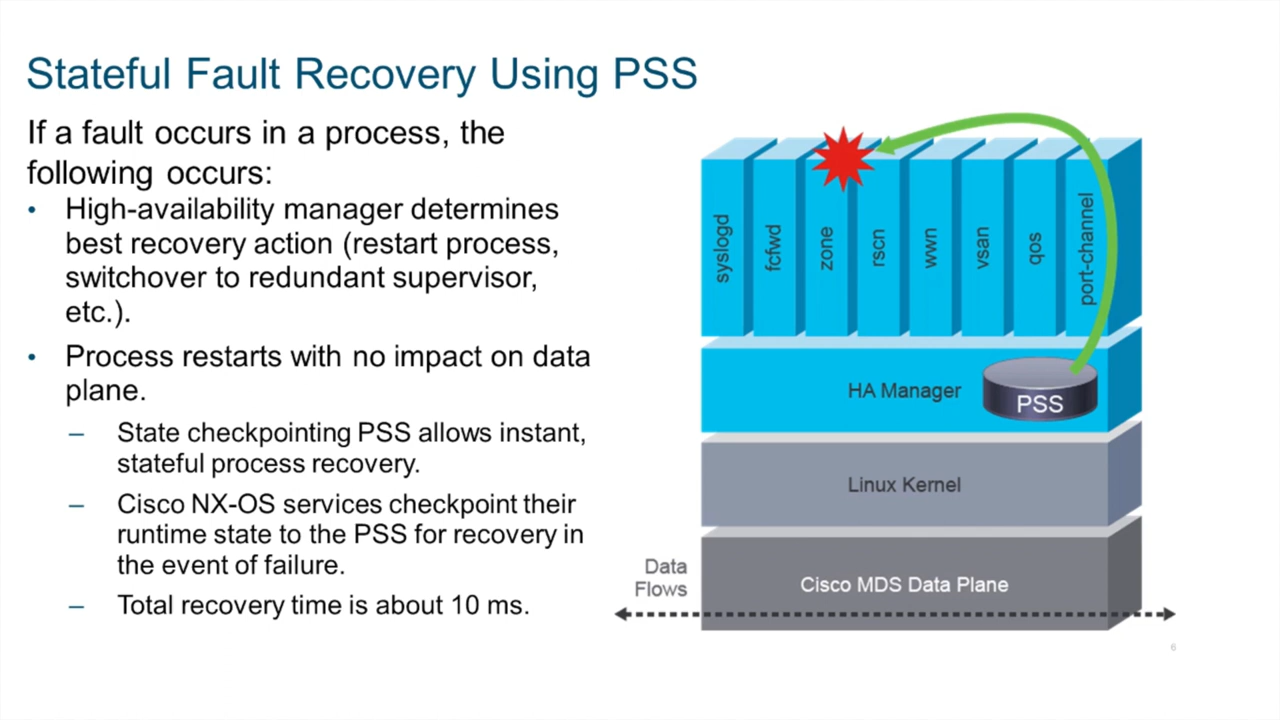 Stateful Fault Recovery Using PSS
If a fault occurs in a process, the
following occurs:
• High-availability manager determines
best recovery action (restart process,
switchover to redundant supervisor,
etc.).
• Process restarts with no impact on data
plane.
– State checkpointing PSS allows instant,
stateful process recovery.
– Cisco NX-OS services checkpoint their
runtime state to the PSS for recovery in
the event of failure.
– Total recovery time is about 10 ms.
syslogd
fcfwd
zone
rscn
wwn
vsan
qos
port-channel
HA Manager
PSS
Linux Kernel
Data
Flows
Cisco MDS Data Plane
6